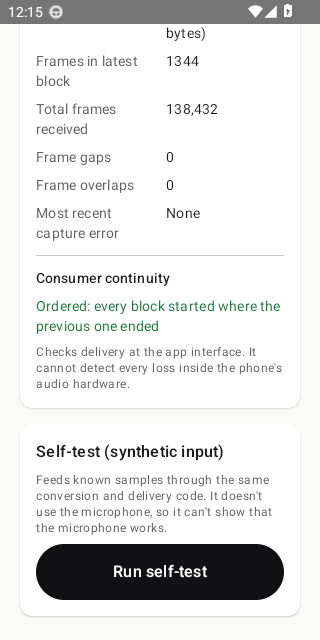 12:15
bytes)
Frames in latest block 1344
Total frames received 138,432
Frame gaps 0
Frame overlaps 0
Most recent capture error None
Consumer continuity
Ordered: every block started where the
previous one ended
Checks delivery at the app interface. It
cannot detect every loss inside the phone's
audio hardware.
Self-test (synthetic input)
Feeds known samples through the same
conversion and delivery code. It doesn't
use the microphone, so it can't show that
the microphone works.
Run self-test